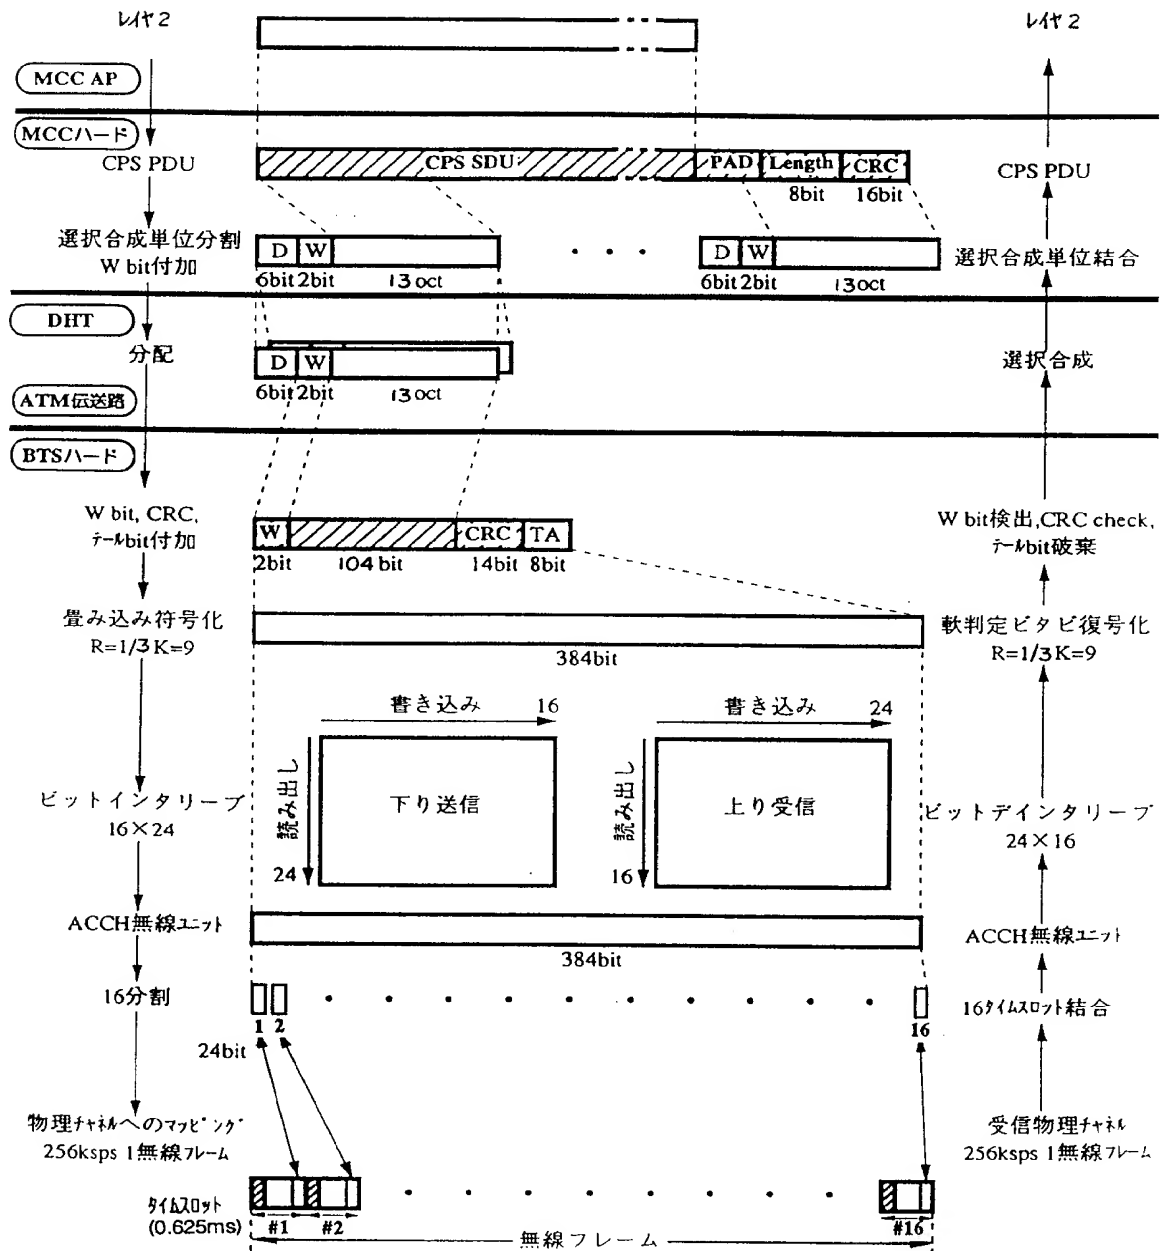 レイヤ2
レイヤ2
MCC AP
MCCハード
CPS PDU
CPS SDU
PAD
Length
CRC
8bit
16bit
CPS PDU
選択合成単位分割
W bit付加
D
W
6bit
2bit
13oct
・・・
D
W
6bit
2bit
13oct
選択合成単位結合
DHT
分配
D
W
6bit
2bit
13oct
選択合成
ATM伝送路
BTSハード
W bit, CRC,
テールbit付加
W
CRC
TA
2bit
104bit
14bit
8bit
W bit検出,CRC check,
テールbit破棄
畳み込み符号化
R=1/3 K=9
384bit
軟判定ビタビ復号化
R=1/3 K=9
書き込み
16
読み出し
24
下り送信
書き込み
24
読み出し
16
上り受信
ビットインタリーブ
16×24
ビットデインタリーブ
24×16
ACCH無線ユニット
384bit
ACCH無線ユニット
16分割
1
2
16
24bit
16タイムスロット結合
物理チャネルへのマッピング
256ksps 1無線フレーム
受信物理チャネル
256ksps 1無線フレーム
タイムスロット
(0.625ms)
#1
#2
#16
無線フレーム